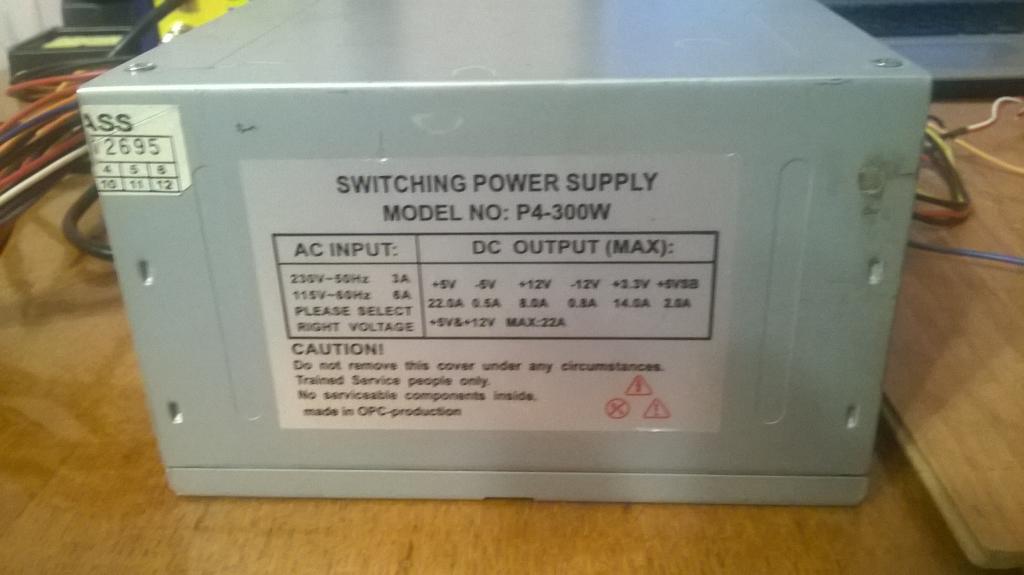 ASS
2695
4 5 6
10 11 12
SWITCHING POWER SUPPLY
MODEL NO: P4-300W
AC INPUT: DC OUTPUT (MAX):
230V~50Hz 3A
115V~60Hz 6A
PLEASE SELECT
RIGHT VOLTAGE
+5V -5V +12V -12V +3.3V +5VSB
22.0A 0.5A 8.0A 0.8A 14.0A 2.0A
+5V&+12V MAX:22A
CAUTION!
Do not remove this cover under any circumstances.
Trained Service people only.
No serviceable components inside.
made in OPC-production